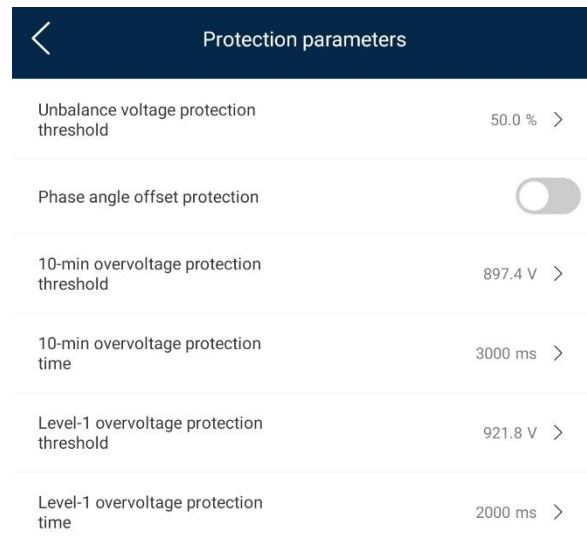 Protection parameters
Unbalance voltage protection
threshold
50.0 %
Phase angle offset protection
10-min overvoltage protection
threshold
897.4 V
10-min overvoltage protection
time
3000 ms
Level-1 overvoltage protection
threshold
921.8 V
Level-1 overvoltage protection
time
2000 ms